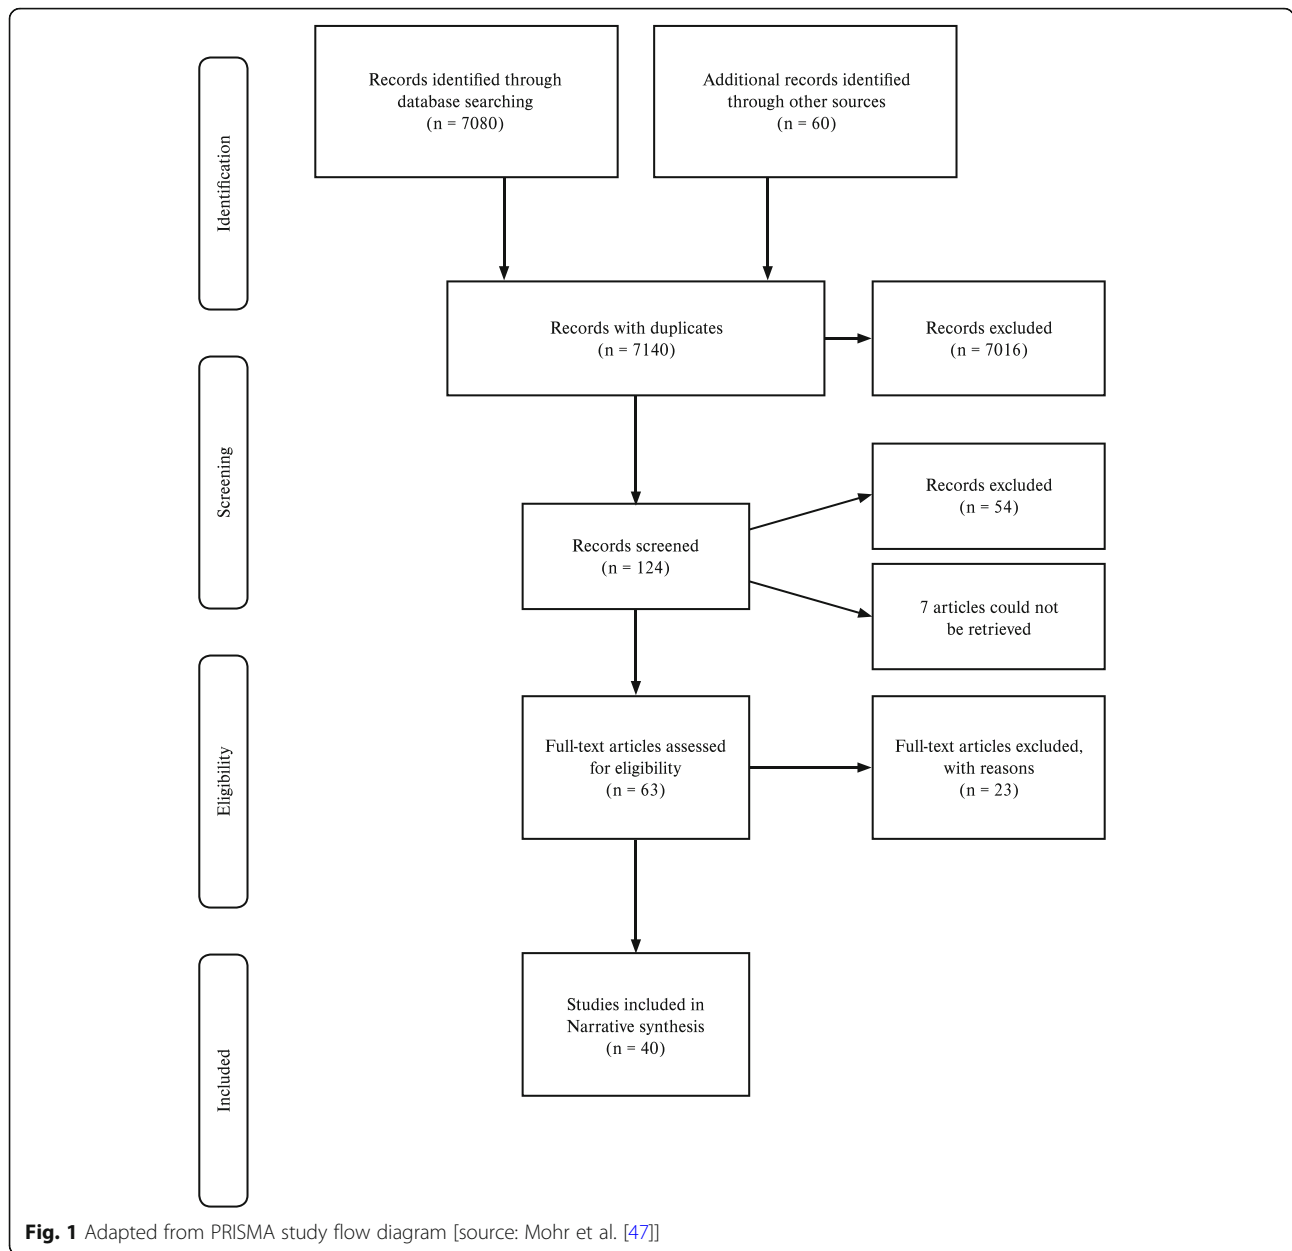 Identification
Records identified through
database searching
(n = 7080)
Additional records identified
through other sources
(n = 60)
Records with duplicates
(n = 7140)
Records excluded
(n = 7016)
Screening
Records screened
(n = 124)
Records excluded
(n = 54)
7 articles could not
be retrieved
Eligibility
Full-text articles assessed
for eligibility
(n = 63)
Full-text articles excluded,
with reasons
(n = 23)
Included
Studies included in
Narrative synthesis
(n = 40)
Fig. 1 Adapted from PRISMA study flow diagram [source: Mohr et al. [47]]